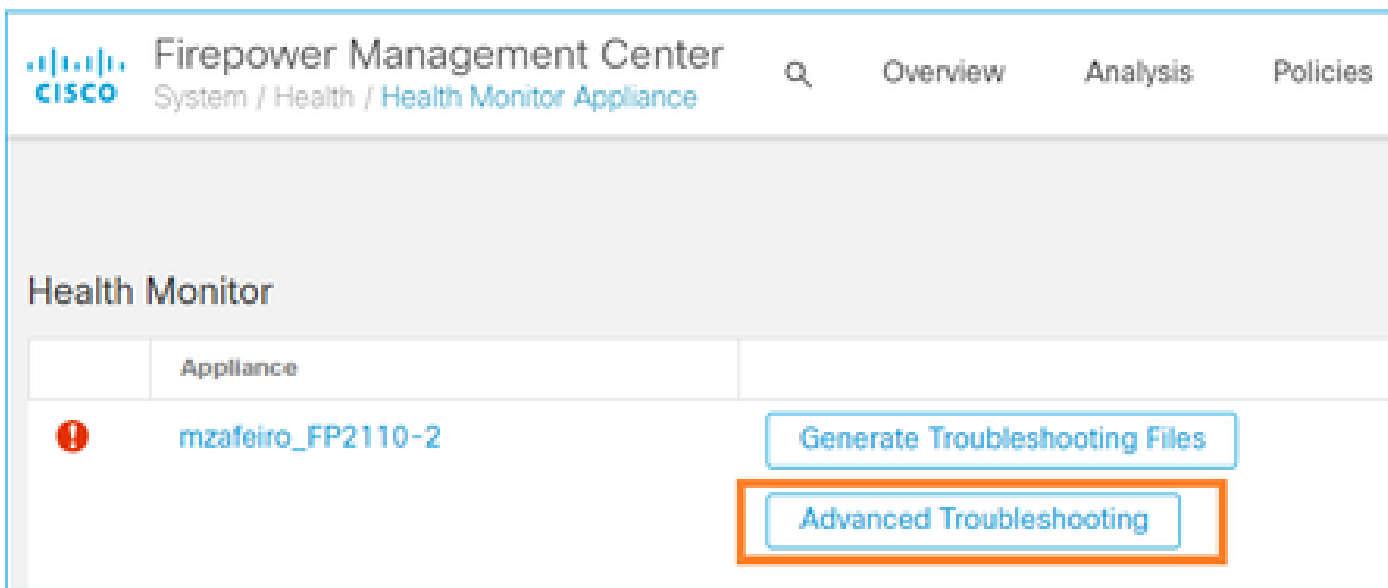 CISCO
Firepower Management Center
System / Health / Health Monitor Appliance
Overview
Analysis
Policies
Health Monitor
Appliance
mzafeiro_FP2110-2
Generate Troubleshooting Files
Advanced Troubleshooting